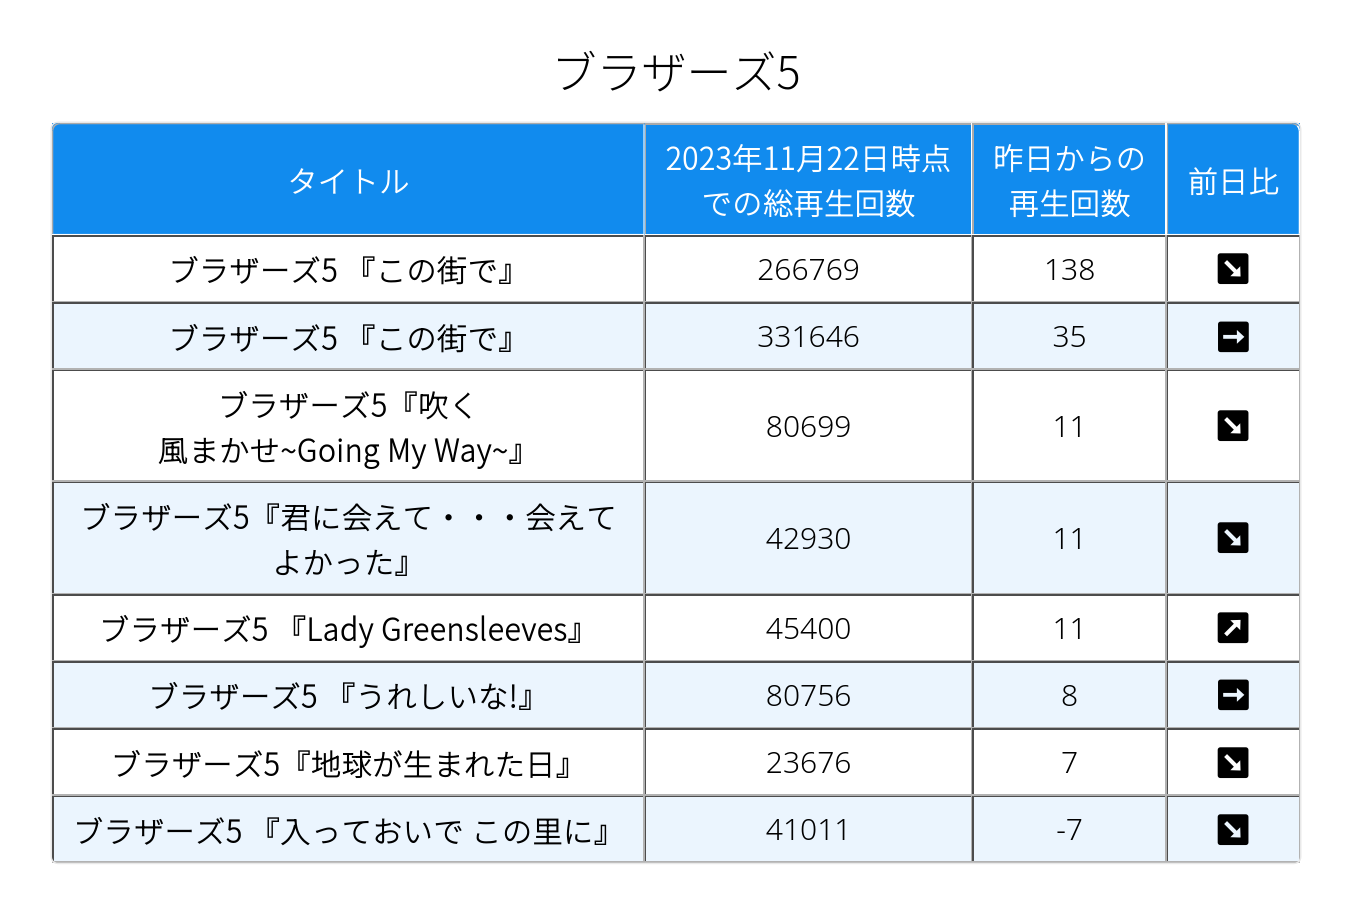 ブラザーズ5
タイトル
2023年11月22日時点
での総再生回数
昨日からの
再生回数
前日比
ブラザーズ5 『この街で』
266769
138
↘
ブラザーズ5 『この街で』
331646
35
→
ブラザーズ5『吹く
風まかせ~Going My Way~』
80699
11
↘
ブラザーズ5『君に会えて・・・会えて
よかった』
42930
11
↘
ブラザーズ5 『Lady Greensleeves』
45400
11
↗
ブラザーズ5 『うれしいな!』
80756
8
→
ブラザーズ5『地球が生まれた日』
23676
7
↘
ブラザーズ5 『入っておいで この里に』
41011
-7
↘